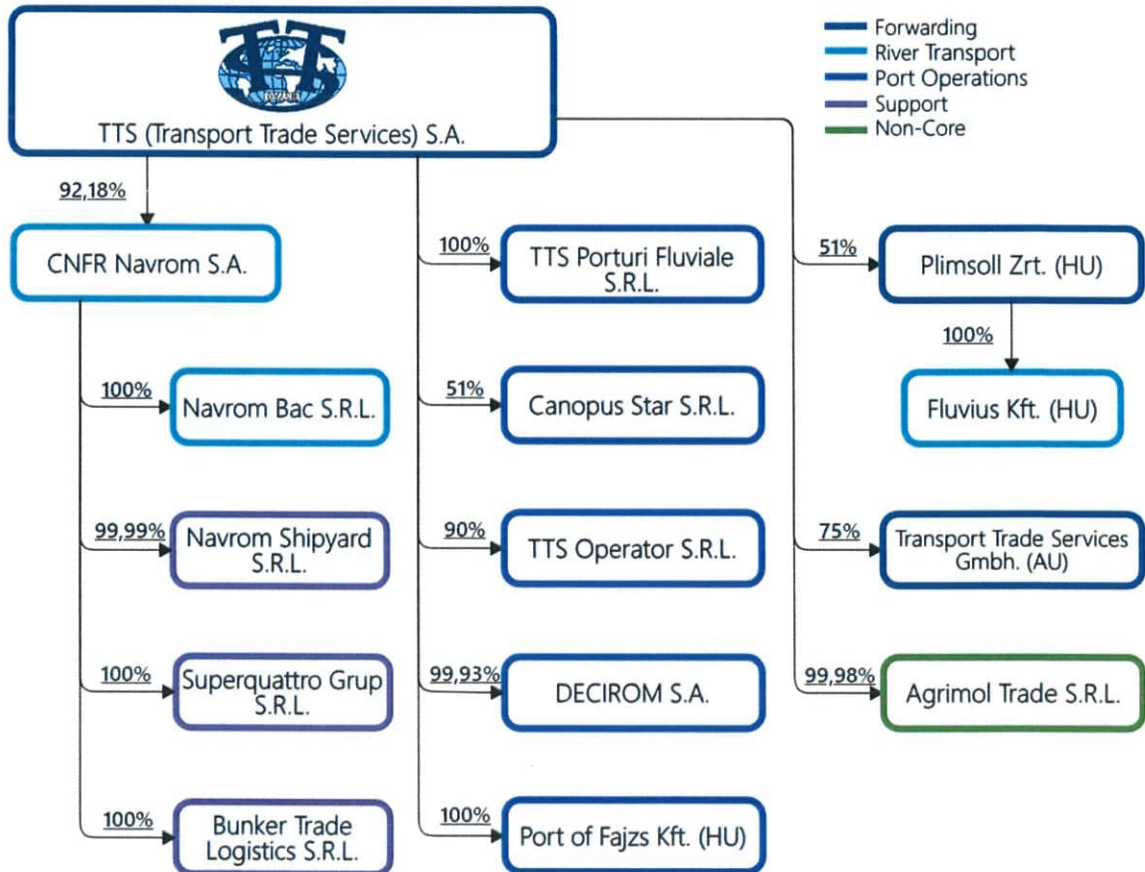 TTS
ROMANIA
TTS (Transport Trade Services) S.A.
Forwarding
River Transport
Port Operations
Support
Non-Core
92,18%
CNFR Navrom S.A.
100%
Navrom Bac S.R.L.
99,99%
Navrom Shipyard
S.R.L.
100%
Superquattro Grup
S.R.L.
100%
Bunker Trade
Logistics S.R.L.
100%
TTS Porturi Fluviale
S.R.L.
51%
Canopus Star S.R.L.
90%
TTS Operator S.R.L.
99,93%
DECIROM S.A.
100%
Port of Fajzs Kft. (HU)
51%
Plimsoll Zrt. (HU)
100%
Fluvius Kft. (HU)
75%
Transport Trade Services
Gmbh. (AU)
99,98%
Agrimol Trade S.R.L.